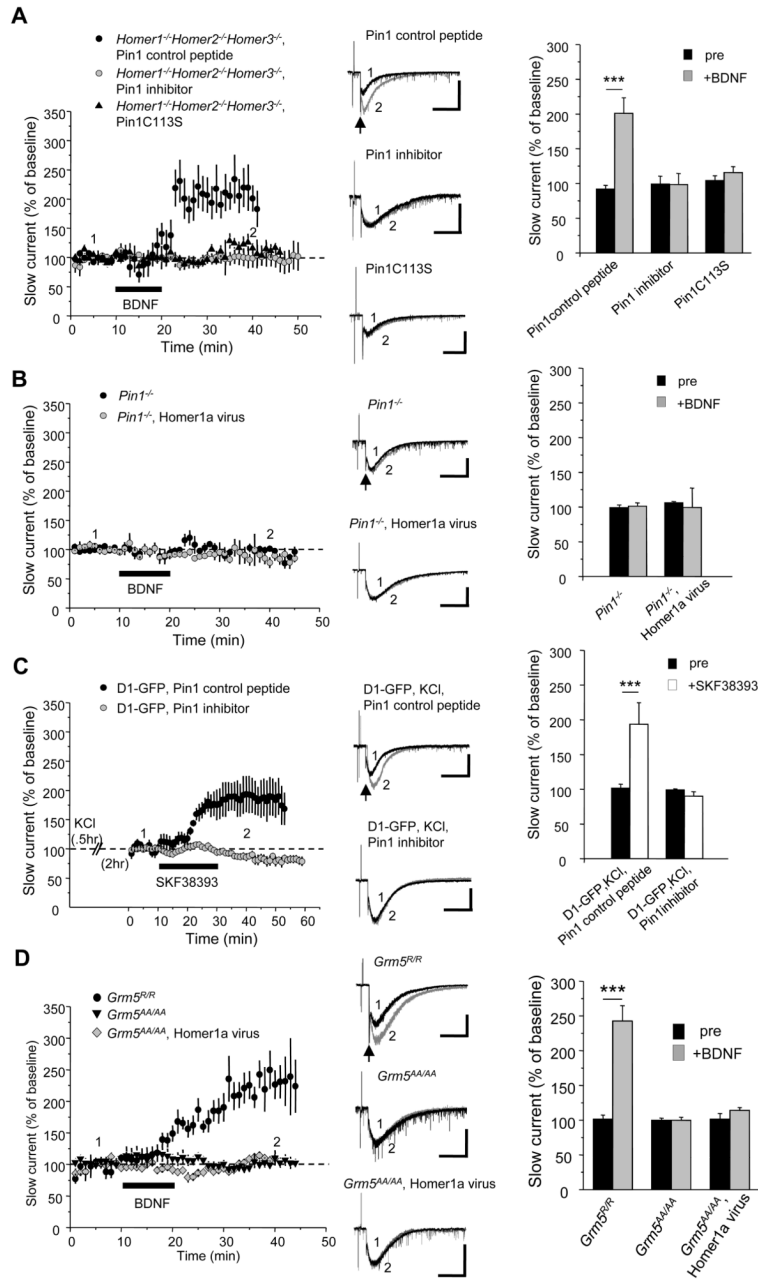 A
Homer1-/-Homer2-/-Homer3-/-,
Pin1 control peptide
Homer1-/-Homer2-/-Homer3-/-,
Pin1 inhibitor
Homer1-/-Homer2-/-Homer3-/-,
Pin1C113S
Slow current (% of baseline)
350
300
250
200
150
100
50
0
1
2
BDNF
0 10 20 30 40 50
Time (min)
Pin1 control peptide
1
2
Pin1 inhibitor
1
2
Pin1C113S
1
2
Slow current (% of baseline)
300
250
200
150
100
50
0
pre
+BDNF
***
Pin1control peptide
Pin1 inhibitor
Pin1C113S
B
Pin1-/-
Pin1-/-, Homer1a virus
Slow current (% of baseline)
350
300
250
200
150
100
50
0
1
2
BDNF
0 10 20 30 40 50
Time (min)
Pin1-/-
1
2
Pin1-/-, Homer1a virus
1
2
Slow current (% of baseline)
300
250
200
150
100
50
0
pre
+BDNF
Pin1-/-
Pin1-/-,
Homer1a virus
C
D1-GFP, Pin1 control peptide
D1-GFP, Pin1 inhibitor
Slow current (% of baseline)
350
300
250
200
150
100
50
0
KCl
(.5hr)
(2hr)
1
2
SKF38393
0 10 20 30 40 50 60
Time (min)
D1-GFP, KCl,
Pin1 control peptide
1
2
D1-GFP, KCl,
Pin1 inhibitor
1
2
Slow current (% of baseline)
300
250
200
150
100
50
0
pre
+SKF38393
***
D1-GFP,KCl,
Pin1 control peptide
D1-GFP,KCl,
Pin1inhibitor
D
Grm5R/R
Grm5AA/AA
Grm5AA/AA, Homer1a virus
Slow current (% of baseline)
350
300
250
200
150
100
50
0
1
2
BDNF
0 10 20 30 40 50
Time (min)
Grm5R/R
1
2
Grm5AA/AA
1
2
Grm5AA/AA, Homer1a virus
1
2
Slow current (% of baseline)
300
250
200
150
100
50
0
pre
+BDNF
***
Grm5R/R
Grm5AA/AA
Grm5AA/AA,
Homer1a virus